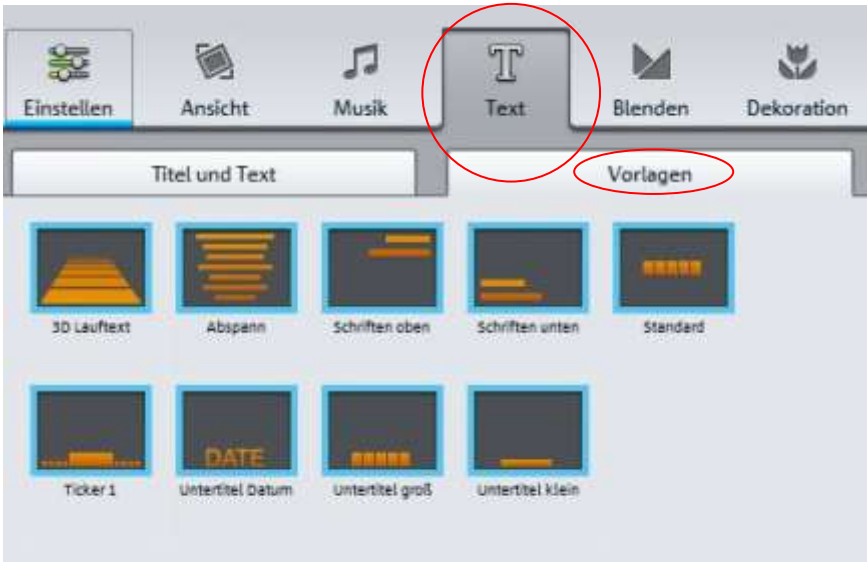 Einstellen Ansicht Musik Text Blenden Dekoration
Titel und Text Vorlagen
3D Lauftext Abspann Schriften oben Schriften unten Standard
DATE
Ticker 1 Untertitel Datum Untertitel groß Untertitel klein